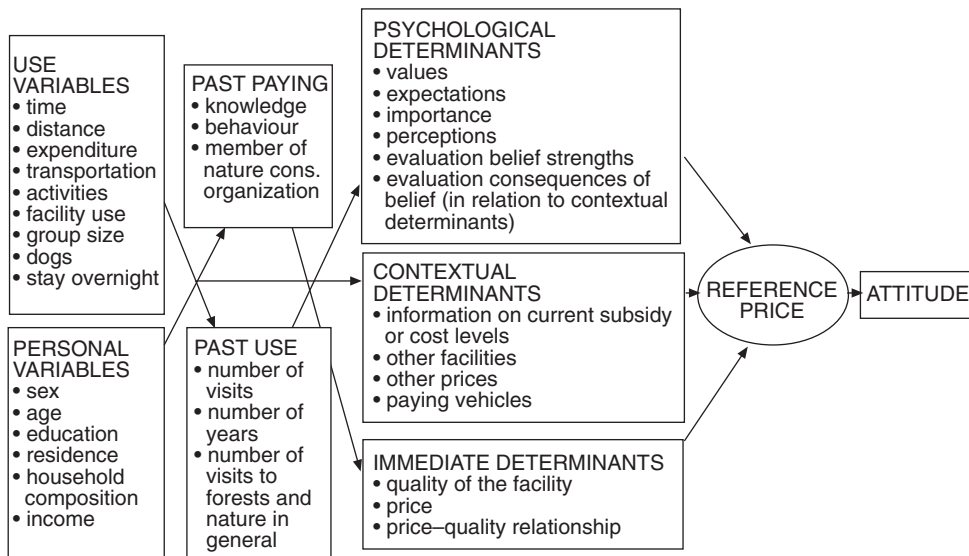 USE
VARIABLES
• time
• distance
• expenditure
• transportation
• activities
• facility use
• group size
• dogs
• stay overnight
PERSONAL
VARIABLES
• sex
• age
• education
• residence
• household
composition
• income
PAST PAYING
• knowledge
• behaviour
• member of
nature cons.
organization
PAST USE
• number of
visits
• number of
years
• number of
visits to
forests and
nature in
general
PSYCHOLOGICAL
DETERMINANTS
• values
• expectations
• importance
• perceptions
• evaluation belief strengths
• evaluation consequences of
belief (in relation to contextual
determinants)
CONTEXTUAL
DETERMINANTS
• information on current subsidy
or cost levels
• other facilities
• other prices
• paying vehicles
IMMEDIATE DETERMINANTS
• quality of the facility
• price
• price–quality relationship
REFERENCE
PRICE
ATTITUDE